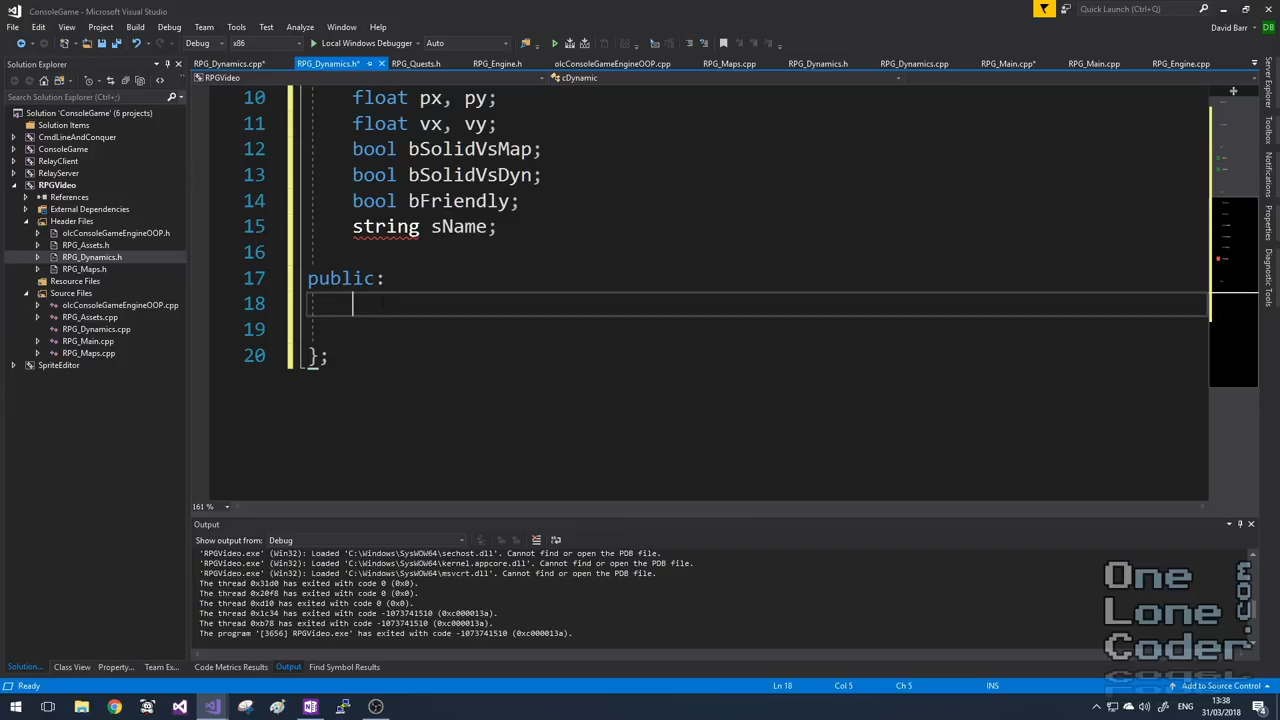 ConsoleGame - Microsoft Visual Studio
Quick Launch (Ctrl+;)
File Edit View Project Build Debug Team Tools Test Analyze Window Help
David Barr DB
Debug x86 Local Windows Debugger Auto
Solution Explorer
RPG_Dynamics.cpp* RPG_Dynamics.h* RPG_Quests.h RPG_Engine.h olcConsoleGameEngineOOP.cpp RPG_Maps.cpp RPG_Dynamics.h RPG_Dynamics.cpp RPG_Main.cpp* RPG_Main.cpp RPG_Engine.cpp
RPGVideo cDynamic
Search Solution Explorer (Ctrl+;)
Solution 'ConsoleGame' (6 projects)
Solution Items
CmdLineAndConquer
ConsoleGame
RelayClient
RelayServer
RPGVideo
References
External Dependencies
Header Files
olcConsoleGameEngineOOP.h
RPG_Assets.h
RPG_Dynamics.h
RPG_Maps.h
Resource Files
Source Files
olcConsoleGameEngineOOP.cpp
RPG_Assets.cpp
RPG_Dynamics.cpp
RPG_Main.cpp
RPG_Maps.cpp
SpriteEditor
10 float px, py;
11 float vx, vy;
12 bool bSolidVsMap;
13 bool bSolidVsDyn;
14 bool bFriendly;
15 string sName;
16
17 public:
18
19
20 };
Server Explorer
Toolbox
Notifications
Properties
Diagnostic Tools
161 %
Output
Show output from: Debug
'RPGVideo.exe' (Win32): Loaded 'C:\Windows\SysWOW64\sechost.dll'. Cannot find or open the PDB file.
'RPGVideo.exe' (Win32): Loaded 'C:\Windows\SysWOW64\kernel.appcore.dll'. Cannot find or open the PDB file.
'RPGVideo.exe' (Win32): Loaded 'C:\Windows\SysWOW64\msvcrt.dll'. Cannot find or open the PDB file.
The thread 0x31d0 has exited with code 0 (0x0).
The thread 0x20f8 has exited with code 0 (0x0).
The thread 0xd10 has exited with code 0 (0x0).
The thread 0x1c34 has exited with code -1073741510 (0xc000013a).
The thread 0xb78 has exited with code -1073741510 (0xc000013a).
The program '[3656] RPGVideo.exe' has exited with code -1073741510 (0xc000013a).
One
Lone
Coder
.com
Solution... Class View Property... Team Ex... Code Metrics Results Output Find Symbol Results
Ready Ln 18 Col 5 Ch 5 INS Add to Source Control
ENG 13:38
31/03/2018